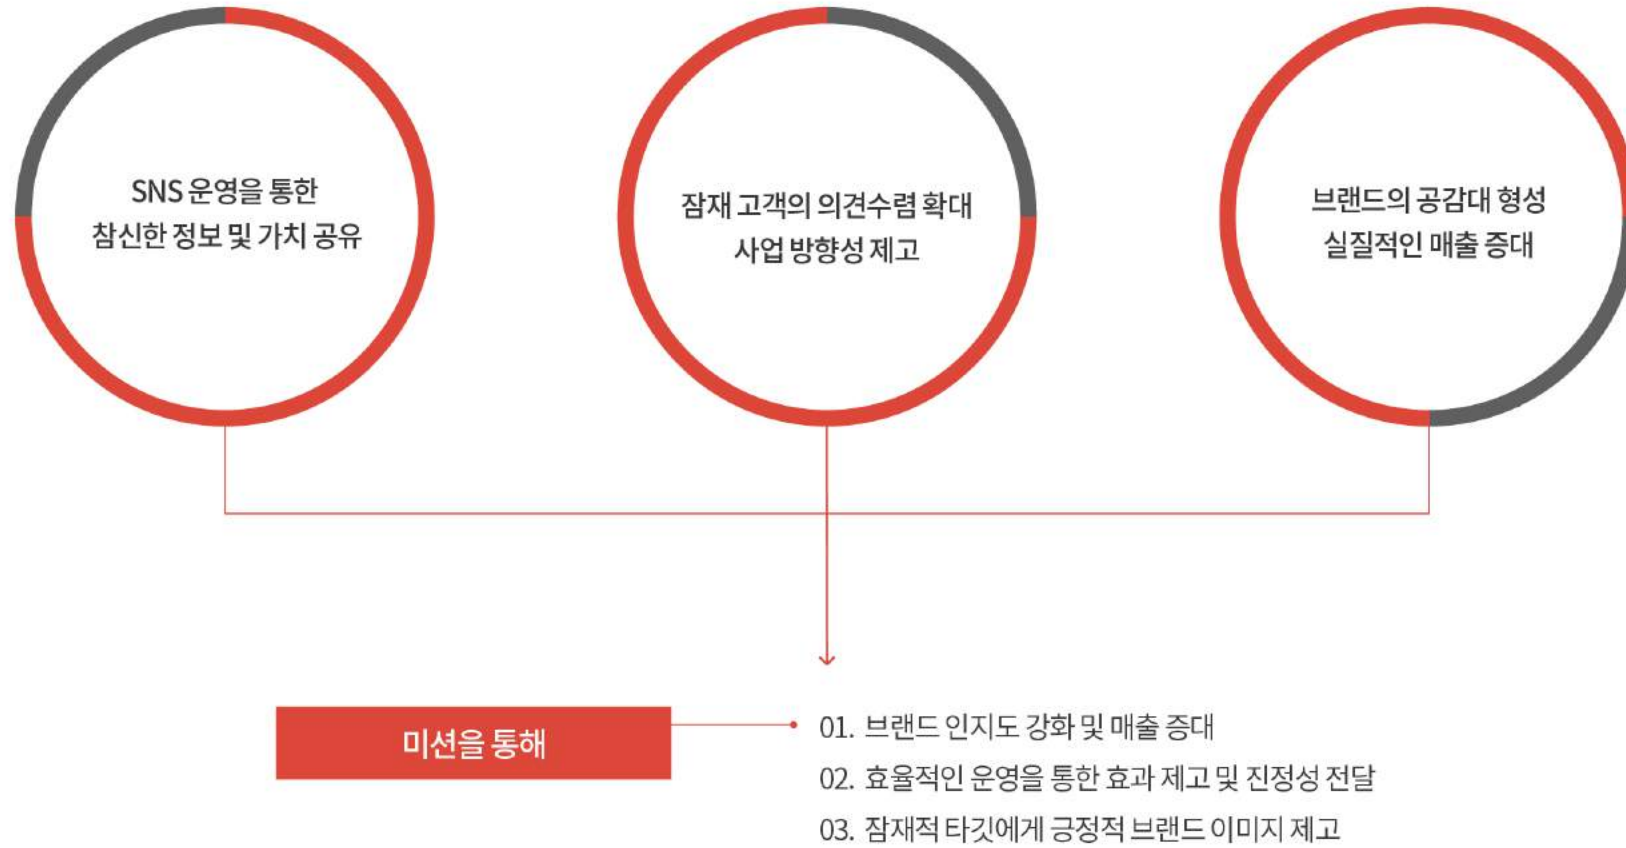 SNS 운영을 통한
참신한 정보 및 가치 공유
잠재 고객의 의견수렴 확대
사업 방향성 제고
브랜드의 공감대 형성
실질적인 매출 증대
미션을 통해
01. 브랜드 인지도 강화 및 매출 증대
02. 효율적인 운영을 통한 효과 제고 및 진정성 전달
03. 잠재적 타깃에게 긍정적 브랜드 이미지 제고